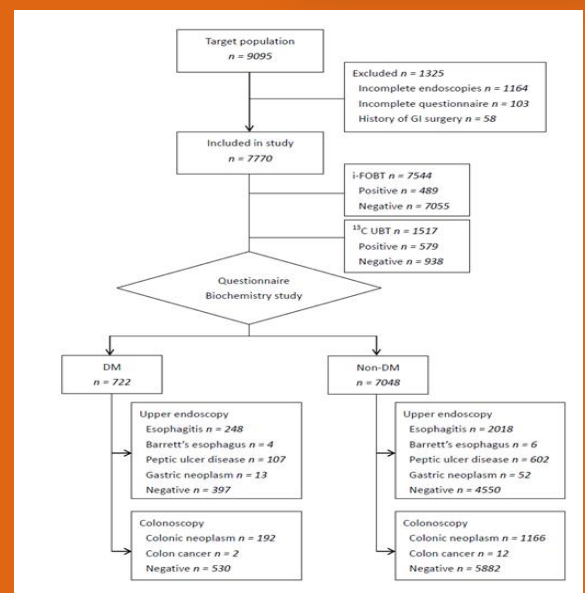 Target population
n = 9095
Excluded n = 1325
Incomplete endoscopies n = 1164
Incomplete questionnaire n = 103
History of GI surgery n = 58
Included in study
n = 7770
i-FOBT n = 7544
Positive n = 489
Negative n = 7055
¹³C UBT n = 1517
Positive n = 579
Negative n = 938
Questionnaire
Biochemistry study
DM
n = 722
Non-DM
n = 7048
Upper endoscopy
Esophagitis n = 248
Barrett's esophagus n = 4
Peptic ulcer disease n = 107
Gastric neoplasm n = 13
Negative n = 397
Upper endoscopy
Esophagitis n = 2018
Barrett's esuphagus n = 6
Peptic ulcer disease n = 602
Gastric neoplasm n = 52
Negative n = 4550
Colonoscopy
Colonic neoplasm n = 192
Colon cancer n = 2
Negative n = 530
Colonoscopy
Colonic neoplasm n = 1166
Colon cancer n = 12
Negative n = 5882